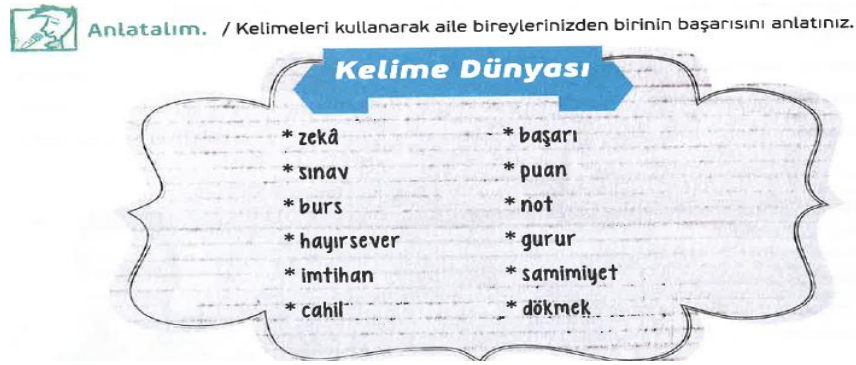 Anlatalım. / Kelimeleri kullanarak aile bireylerinizden birinin başarısını anlatınız.
Kelime Dünyası
* zekâ
* sınav
* burs
* hayırsever
* imtihan
* cahil
* başarı
* puan
* not
* gurur
* samimiyet
* dökmek